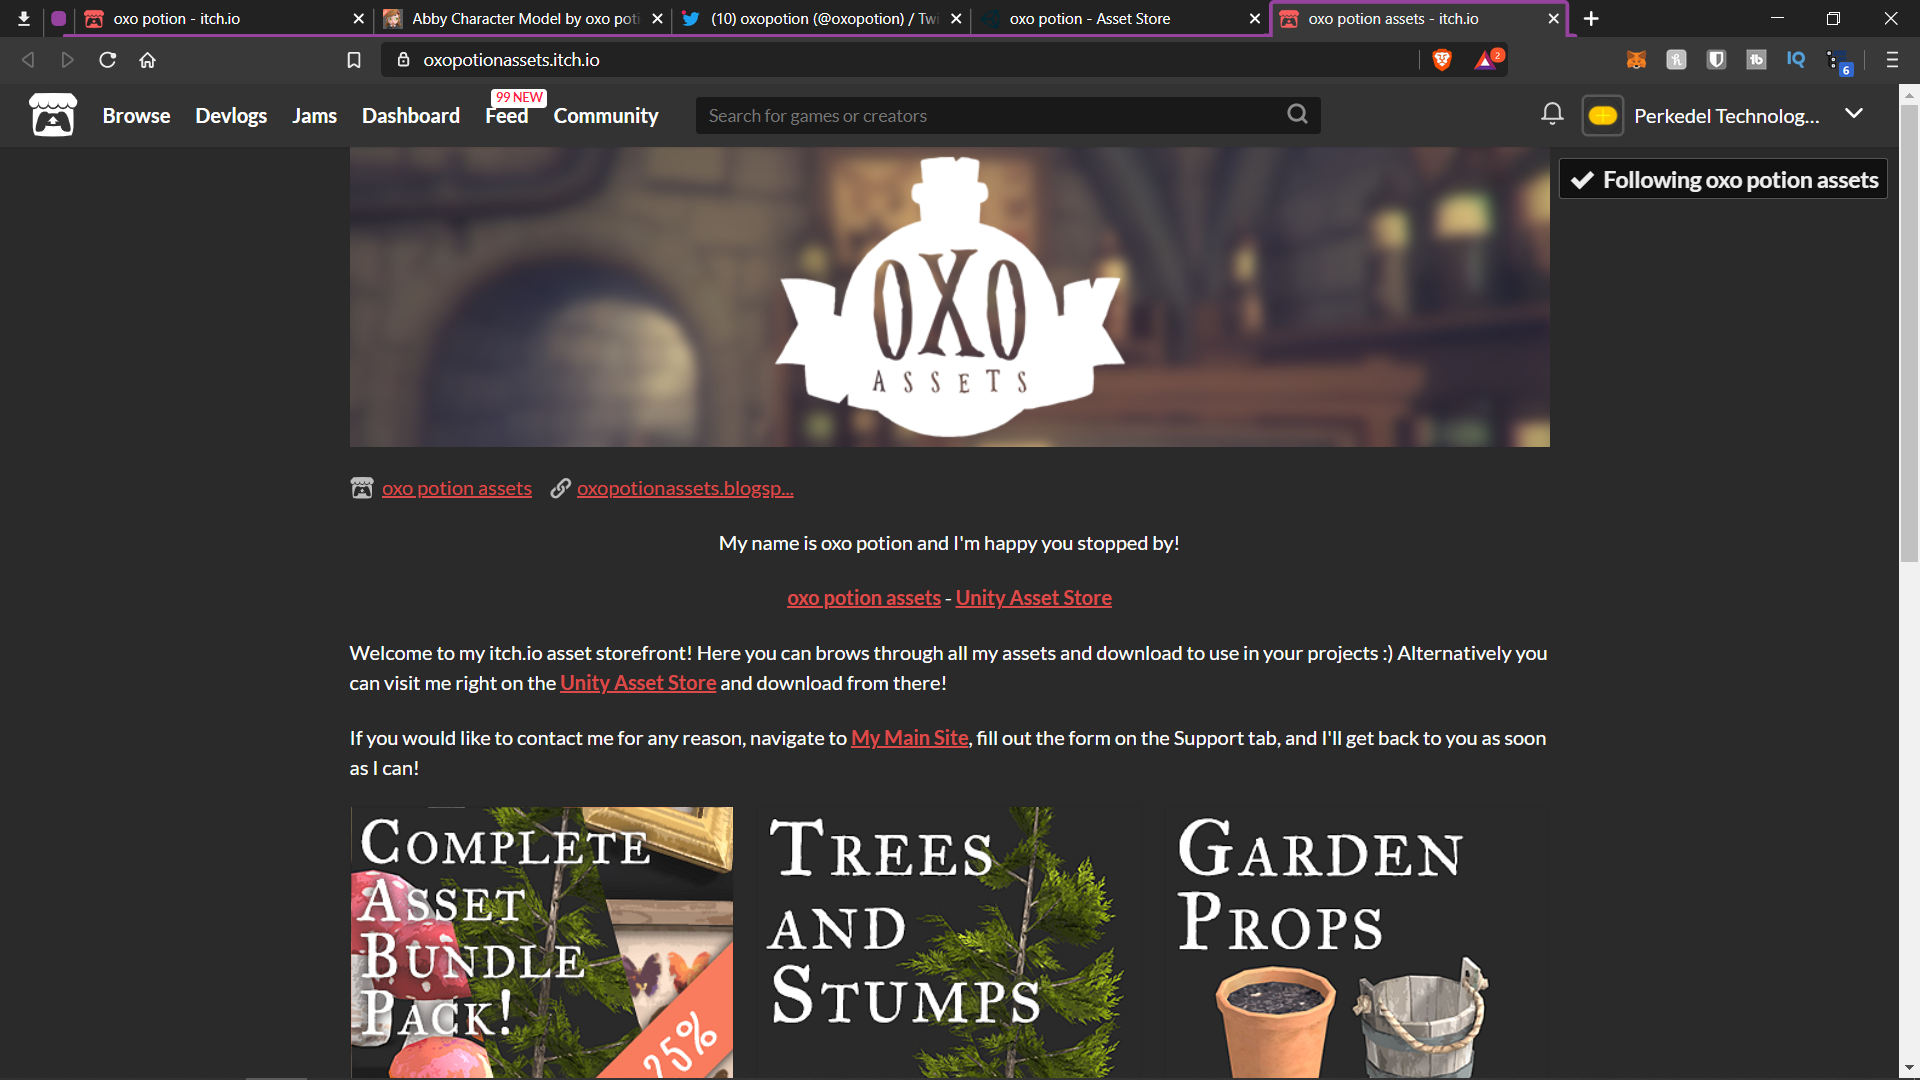 oxo potion - itch.io
Abby Character Model by oxo poti
(10) oxopotion (@oxopotion) / Twi
oxo potion - Asset Store
oxo potion assets - itch.io
oxopotionassets.itch.io
2
tb
IQ
6
99 NEW
Browse Devlogs Jams Dashboard Feed Community
Search for games or creators
Perkedel Technolog...
Following oxo potion assets
OXO
ASSETS
oxo potion assets oxopotionassets.blogsp...
My name is oxo potion and I'm happy you stopped by!
oxo potion assets - Unity Asset Store
Welcome to my itch.io asset storefront! Here you can brows through all my assets and download to use in your projects :) Alternatively you
can visit me right on the Unity Asset Store and download from there!
If you would like to contact me for any reason, navigate to My Main Site, fill out the form on the Support tab, and I'll get back to you as soon
as I can!
Complete
Asset
Bundle
Pack!
25%
Trees
and
Stumps
Garden
Props